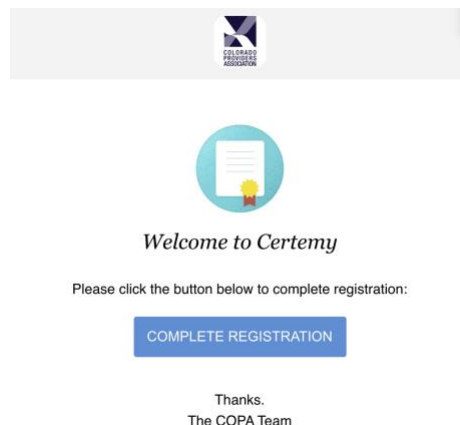 COLORADO
PROVIDERS
ASSOCIATION
Welcome to Certemy
Please click the button below to complete registration:
COMPLETE REGISTRATION
Thanks.
The COPA Team